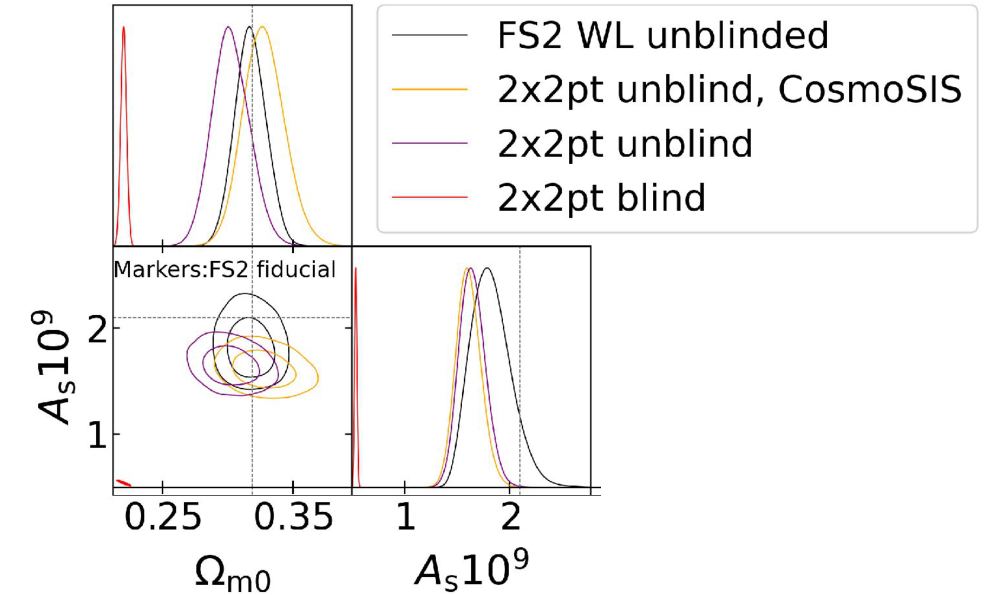 FS2 WL unblinded
2x2pt unblind, CosmoSIS
2x2pt unblind
2x2pt blind
Markers:FS2 fiducial
A_s10^9
2
1
0.25 0.35 1 2
Ω_m0 A_s10^9